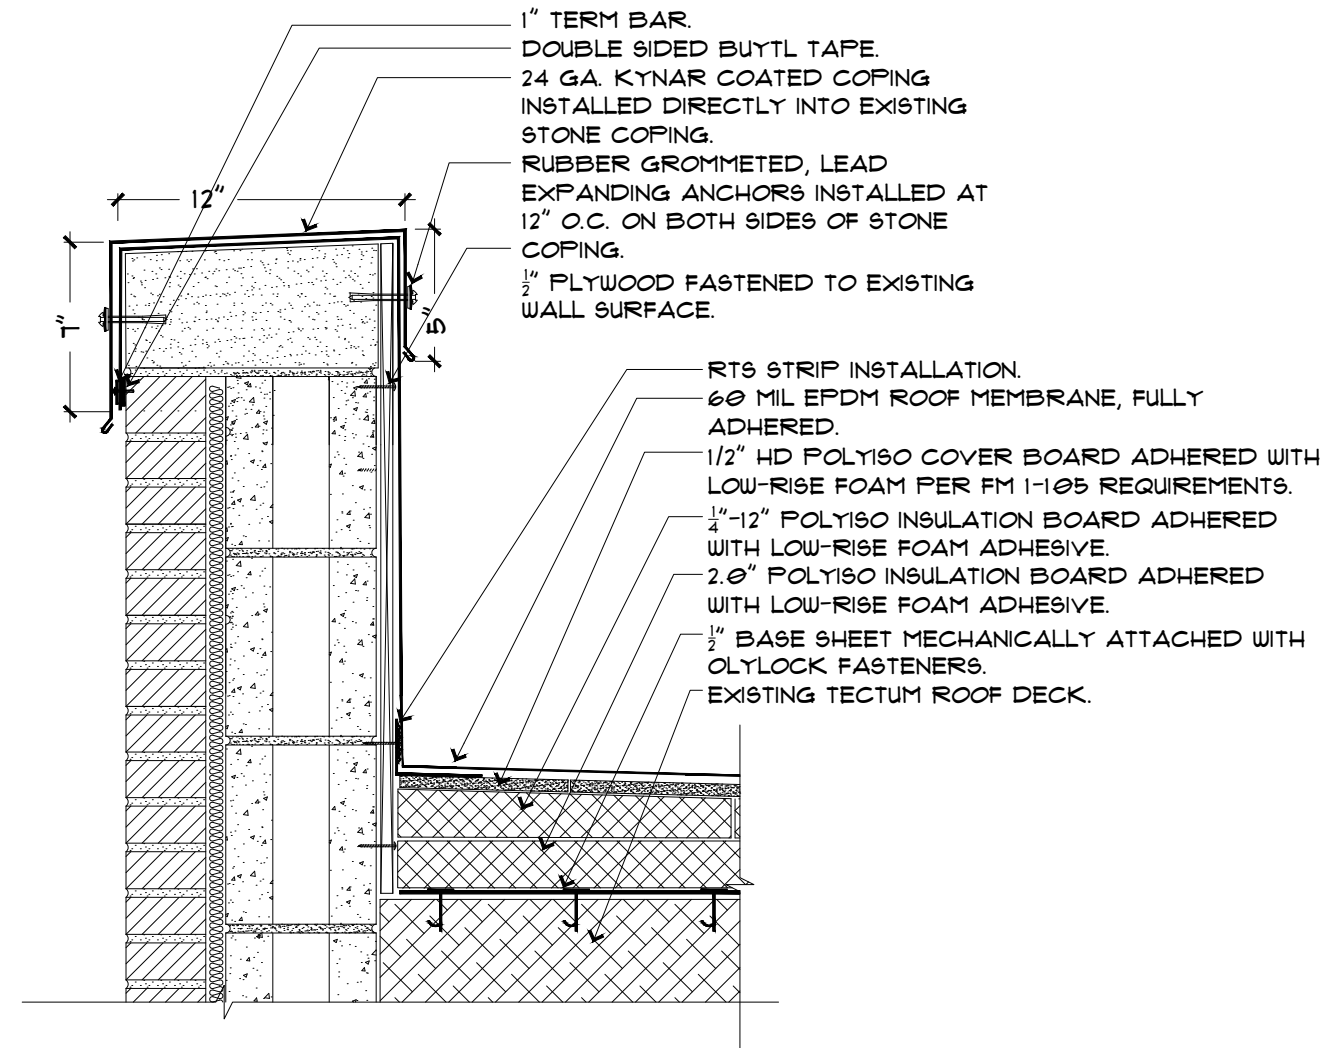 1" TERM BAR.
DOUBLE SIDED BUYTL TAPE.
24 GA. KYNAR COATED COPING
INSTALLED DIRECTLY INTO EXISTING
STONE COPING.
RUBBER GROMMETED, LEAD
EXPANDING ANCHORS INSTALLED AT
12" O.C. ON BOTH SIDES OF STONE
COPING.
½" PLYWOOD FASTENED TO EXISTING
WALL SURFACE.
12"
7"
5"
RTS STRIP INSTALLATION.
60 MIL EPDM ROOF MEMBRANE, FULLY
ADHERED.
1/2" HD POLYISO COVER BOARD ADHERED WITH
LOW-RISE FOAM PER FM 1-105 REQUIREMENTS.
¼"-12" POLYISO INSULATION BOARD ADHERED
WITH LOW-RISE FOAM ADHESIVE.
2.0" POLYISO INSULATION BOARD ADHERED
WITH LOW-RISE FOAM ADHESIVE.
½" BASE SHEET MECHANICALLY ATTACHED WITH
OLYLOCK FASTENERS.
EXISTING TECTUM ROOF DECK.